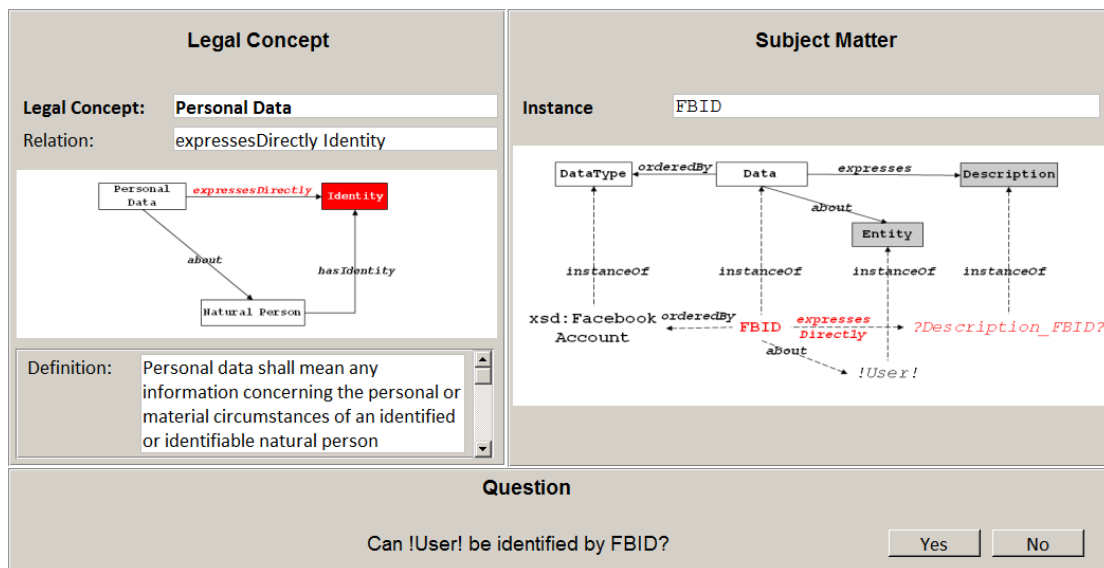 Legal Concept
Legal Concept: Personal Data
Relation: expressesDirectly Identity
Personal
Data
expressesDirectly
Identity
about
hasIdentity
Natural Person
Definition: Personal data shall mean any
information concerning the personal or
material circumstances of an identified
or identifiable natural person
Subject Matter
Instance FBID
DataType
orderedBy
Data
expresses
Description
about
Entity
instanceOf
instanceOf
instanceOf
instanceOf
xsd:Facebook
Account
orderedBy
FBID
expresses
Directly
?Description_FBID?
about
!User!
Question
Can !User! be identified by FBID?
Yes
No